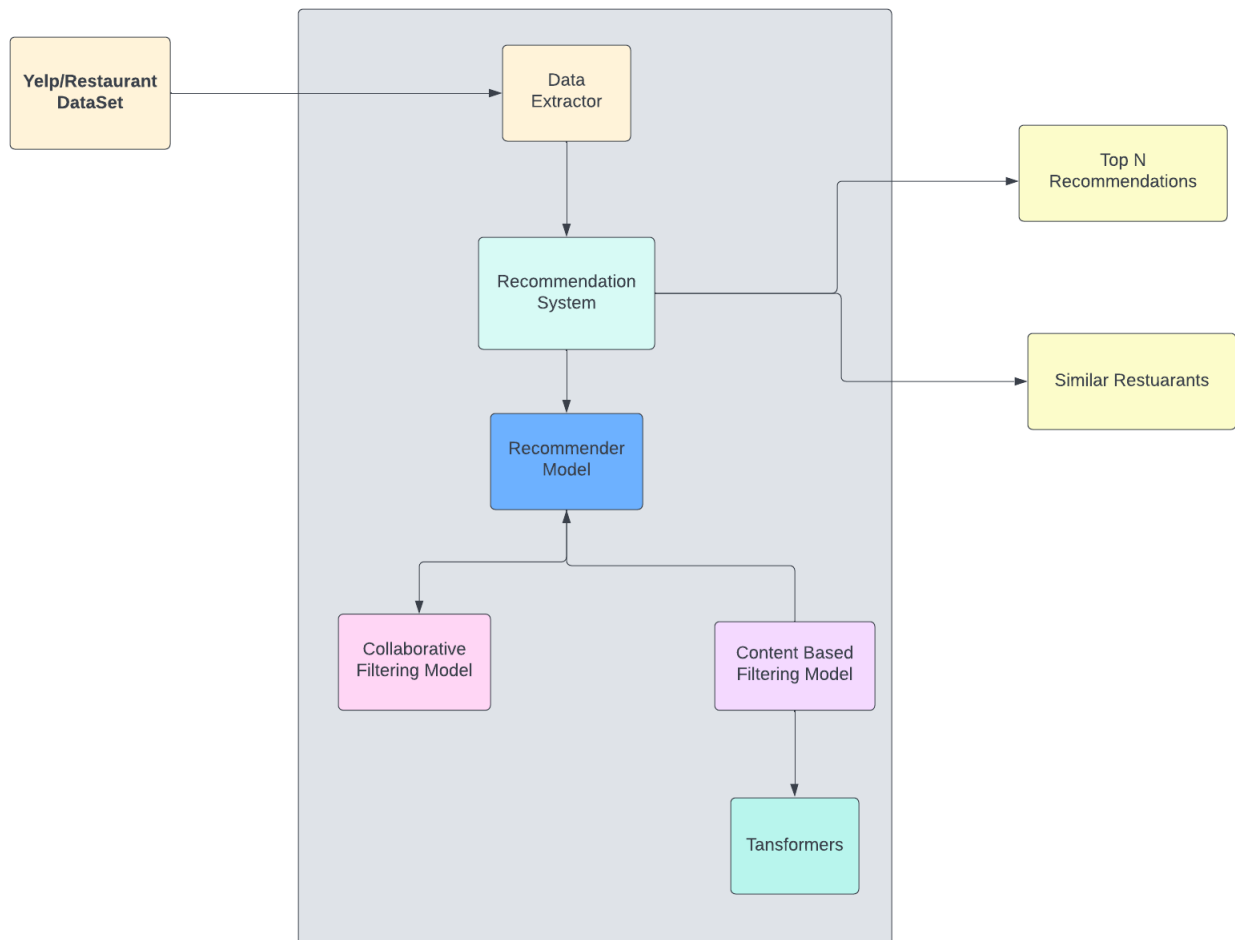 Yelp/Restaurant
DataSet
Data
Extractor
Top N
Recommendations
Recommendation
System
Similar Restuarants
Recommender
Model
Collaborative
Filtering Model
Content Based
Filtering Model
Tansformers